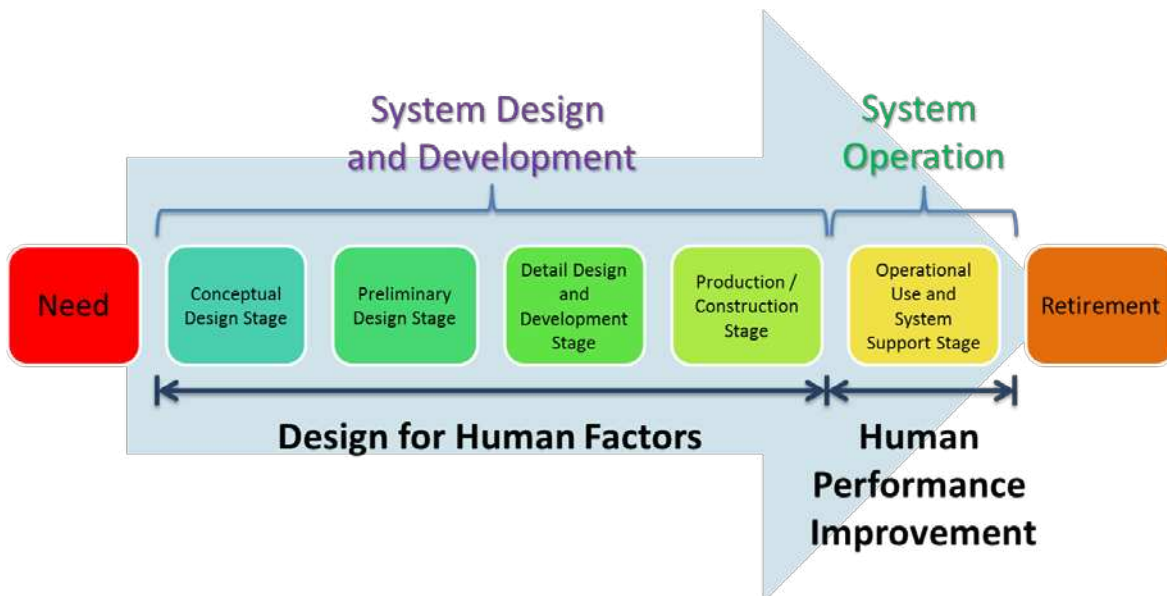 System Design
and Development
System
Operation
Need
Conceptual
Design Stage
Preliminary
Design Stage
Detail Design
and
Development
Stage
Production /
Construction
Stage
Operational
Use and
System
Support Stage
Retirement
Design for Human Factors
Human
Performance
Improvement